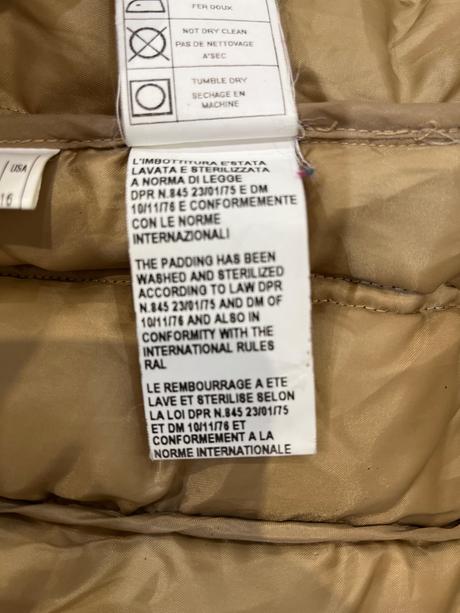 FER DOUX
NOT DRY CLEAN
PAS DE NETTOYAGE
A'SEC
TUMBLE DRY
SECHAGE EN
MACHINE
USA
16
L'IMBOTTITURA E'STATA
LAVATA E STERILIZZATA
A NORMA DI LEGGE
DPR N.845 23/01/75 E DM
10/11/76 E CONFORMEMENTE
CON LE NORME
INTERNAZIONALI
THE PADDING HAS BEEN
WASHED AND STERILIZED
ACCORDING TO LAW DPR
N.845 23/01/75 AND DM OF
10/11/76 AND ALSO IN
CONFORMITY WITH THE
INTERNATIONAL RULES
RAL
LE REMBOURRAGE A ETE
LAVE ET STERILISE SELON
LA LOI DPR N.845 23/01/75
ET DM 10/11/76 ET
CONFORMEMENT A LA
NORME INTERNATIONALE